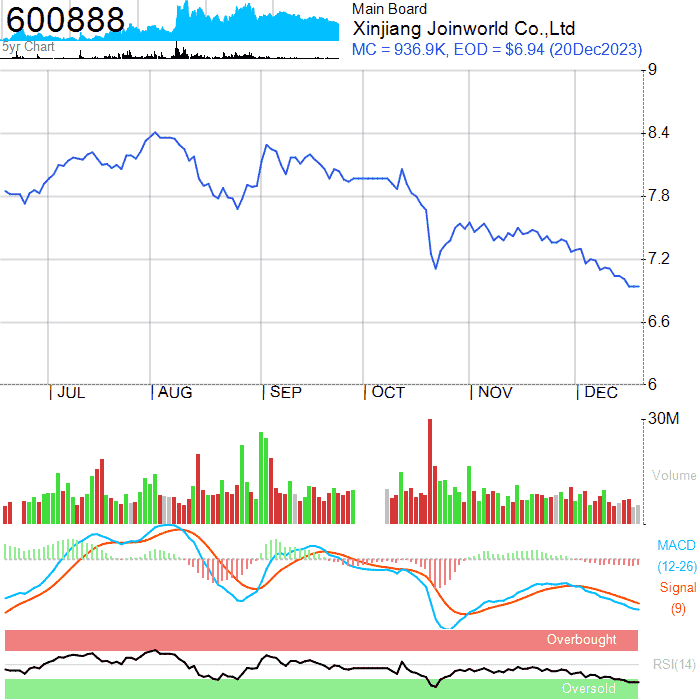 600888
5yr Chart
Main Board
Xinjiang Joinworld Co.,Ltd
MC = 936.9K, EOD = $6.94 (20Dec2023)
9
8.4
7.8
7.2
6.6
6
JUL AUG SEP OCT NOV DEC
30M
Volume
MACD
(12-26)
Signal
(9)
Overbought
RSI(14)
Oversold